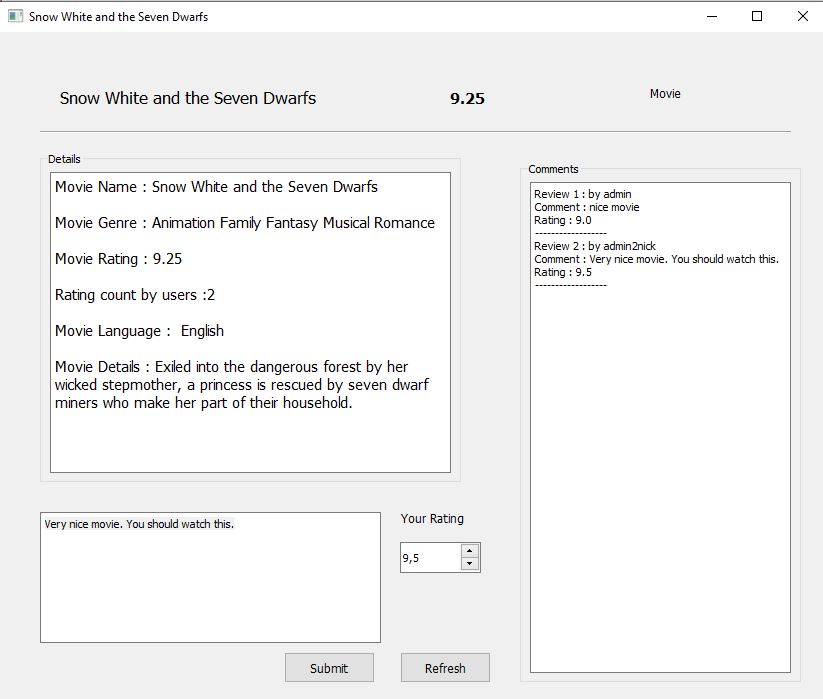 Snow White and the Seven Dwarfs
Snow White and the Seven Dwarfs
9.25
Movie
Details
Movie Name : Snow White and the Seven Dwarfs
Movie Genre : Animation Family Fantasy Musical Romance
Movie Rating : 9.25
Rating count by users :2
Movie Language :  English
Movie Details : Exiled into the dangerous forest by her
wicked stepmother, a princess is rescued by seven dwarf
miners who make her part of their household.
Comments
Review 1 : by admin
Comment : nice movie
Rating : 9.0
------------------
Review 2 : by admin2nick
Comment : Very nice movie. You should watch this.
Rating : 9.5
------------------
Very nice movie. You should watch this.
Your Rating
9,5
Submit
Refresh